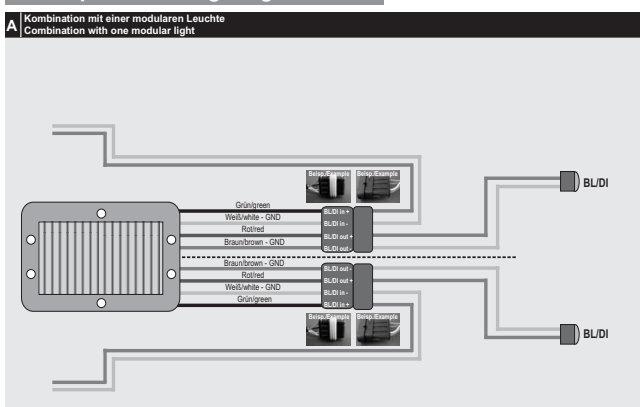 A
Kombination mit einer modularen Leuchte
Combination with one modular light
Beisp./Example Beisp./Example
Grün/green
Weiß/white - GND
Rot/red
Braun/brown - GND
BL/DI in +
BL/DI in -
BL/DI out +
BL/DI out -
BL/DI
Braun/brown - GND
Rot/red
Weiß/white - GND
Grün/green
BL/DI out -
BL/DI out +
BL/DI in -
BL/DI in +
Beisp./Example Beisp./Example
BL/DI